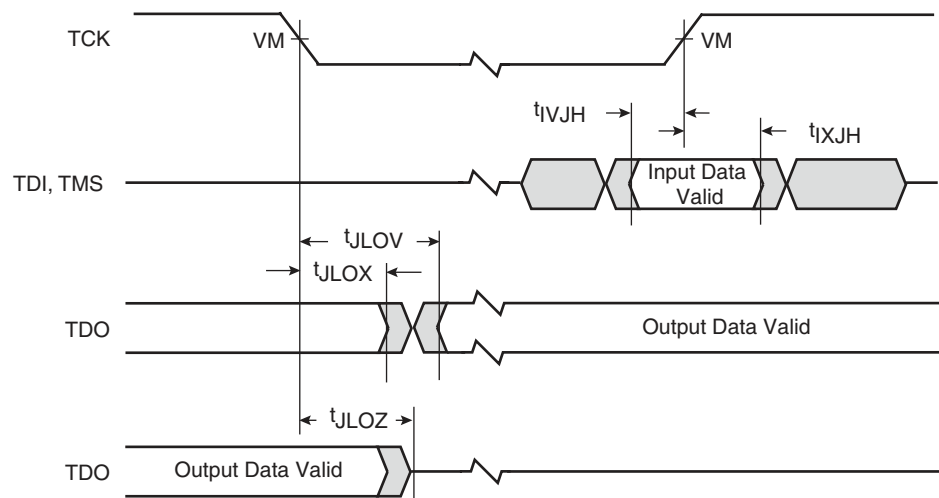 TCK
VM
VM
tIVJH
tIXJH
TDI, TMS
Input Data
Valid
tJLOV
tJLOX
TDO
Output Data Valid
tJLOZ
TDO
Output Data Valid